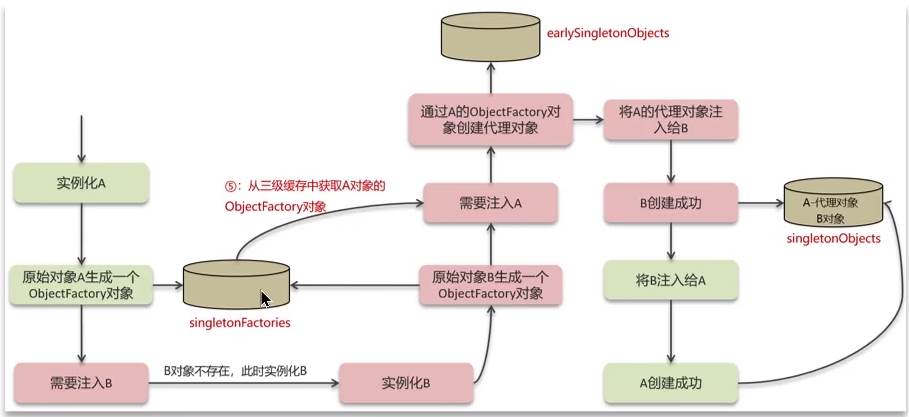 earlySingletonObjects
通过A的ObjectFactory对
象创建代理对象
将A的代理对象注
入给B
实例化A
⑤：从三级缓存中获取A对象的
ObjectFactory对象
需要注入A
B创建成功
A-代理对象
B对象
singletonObjects
原始对象A生成一个
ObjectFactory对象
singletonFactories
原始对象B生成一个
ObjectFactory对象
将B注入给A
需要注入B
B对象不存在，此时实例化B
实例化B
A创建成功